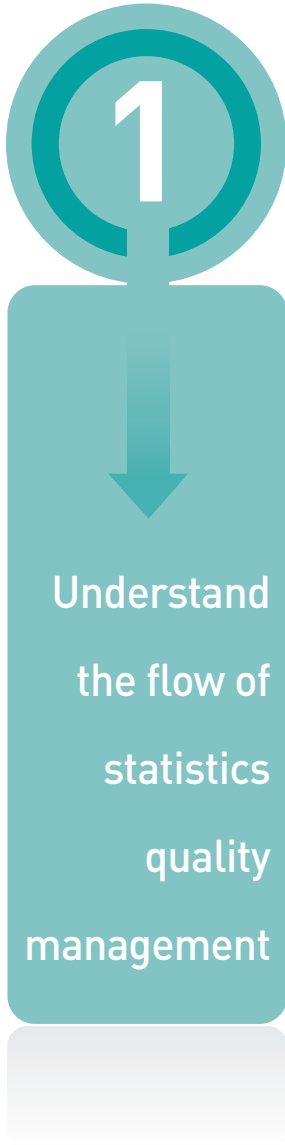 1
Understand
the flow of
statistics
quality
management